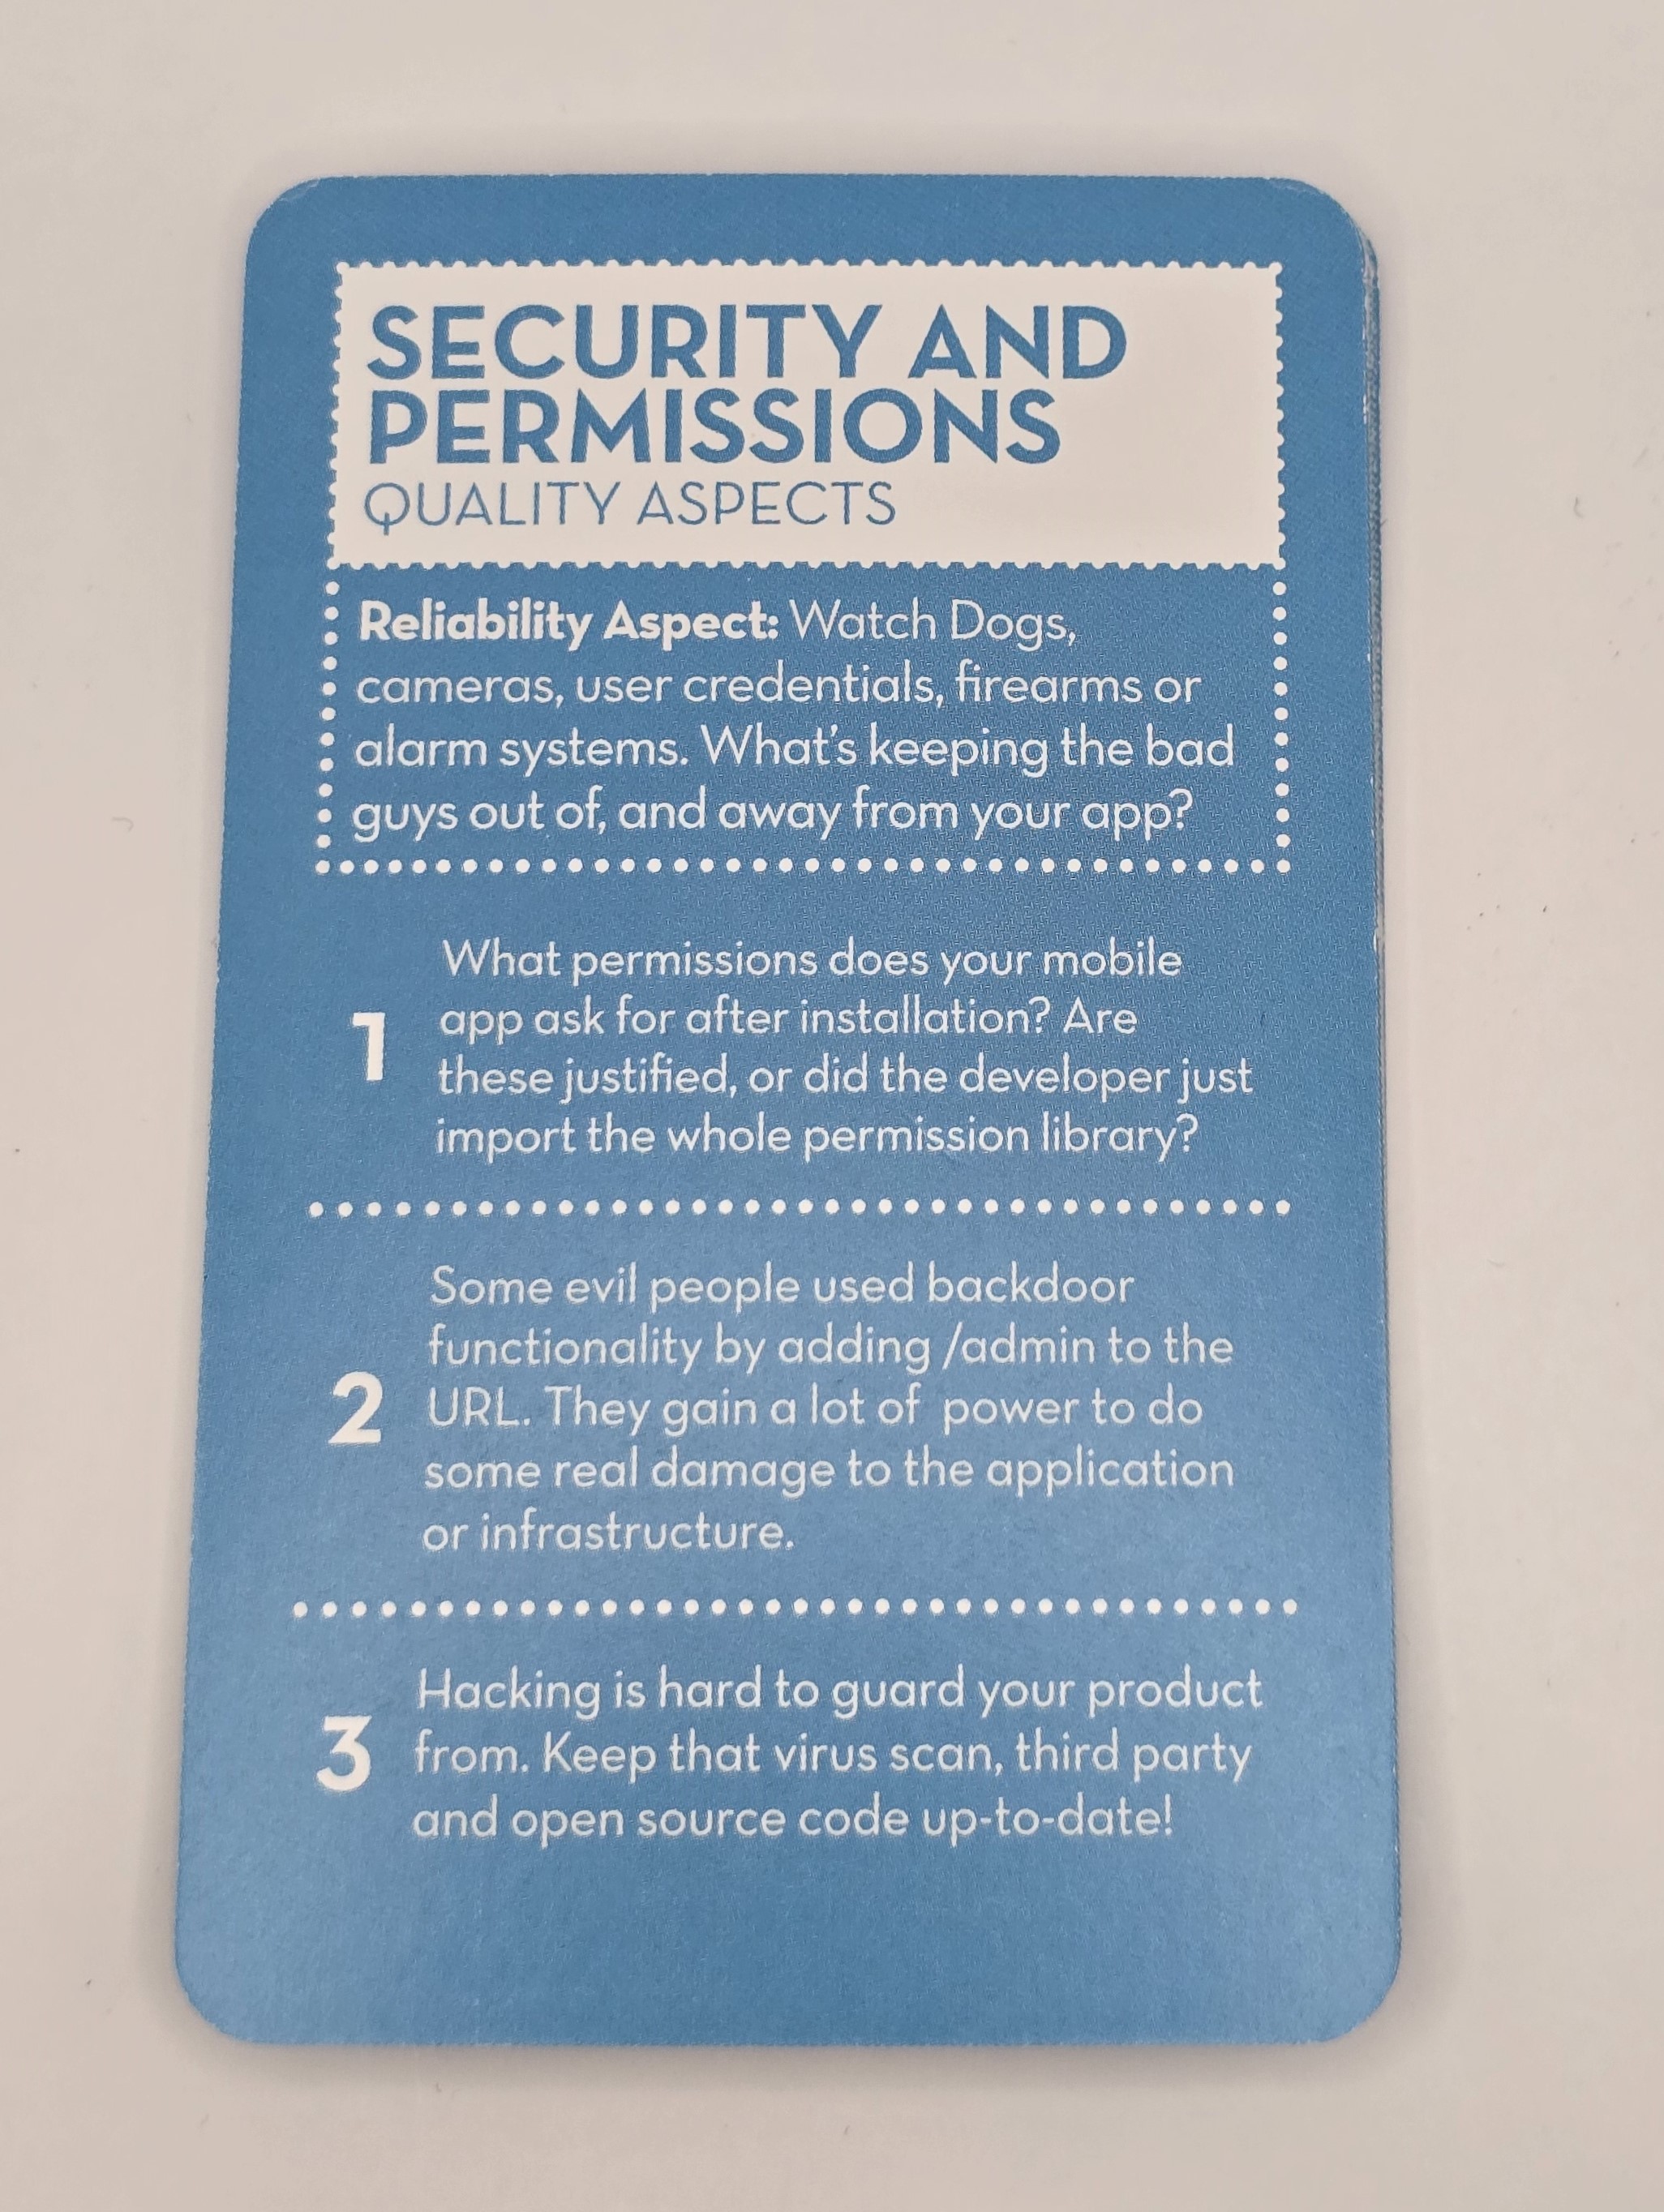 SECURITY AND
PERMISSIONS
QUALITY ASPECTS
Reliability Aspect: Watch Dogs,
cameras, user credentials, firearms or
alarm systems. What's keeping the bad
guys out of, and away from your app?
1
What permissions does your mobile
app ask for after installation? Are
these justified, or did the developer just
import the whole permission library?
2
Some evil people used backdoor
functionality by adding /admin to the
URL. They gain a lot of power to do
some real damage to the application
or infrastructure.
3
Hacking is hard to guard your product
from. Keep that virus scan, third party
and open source code up-to-date!